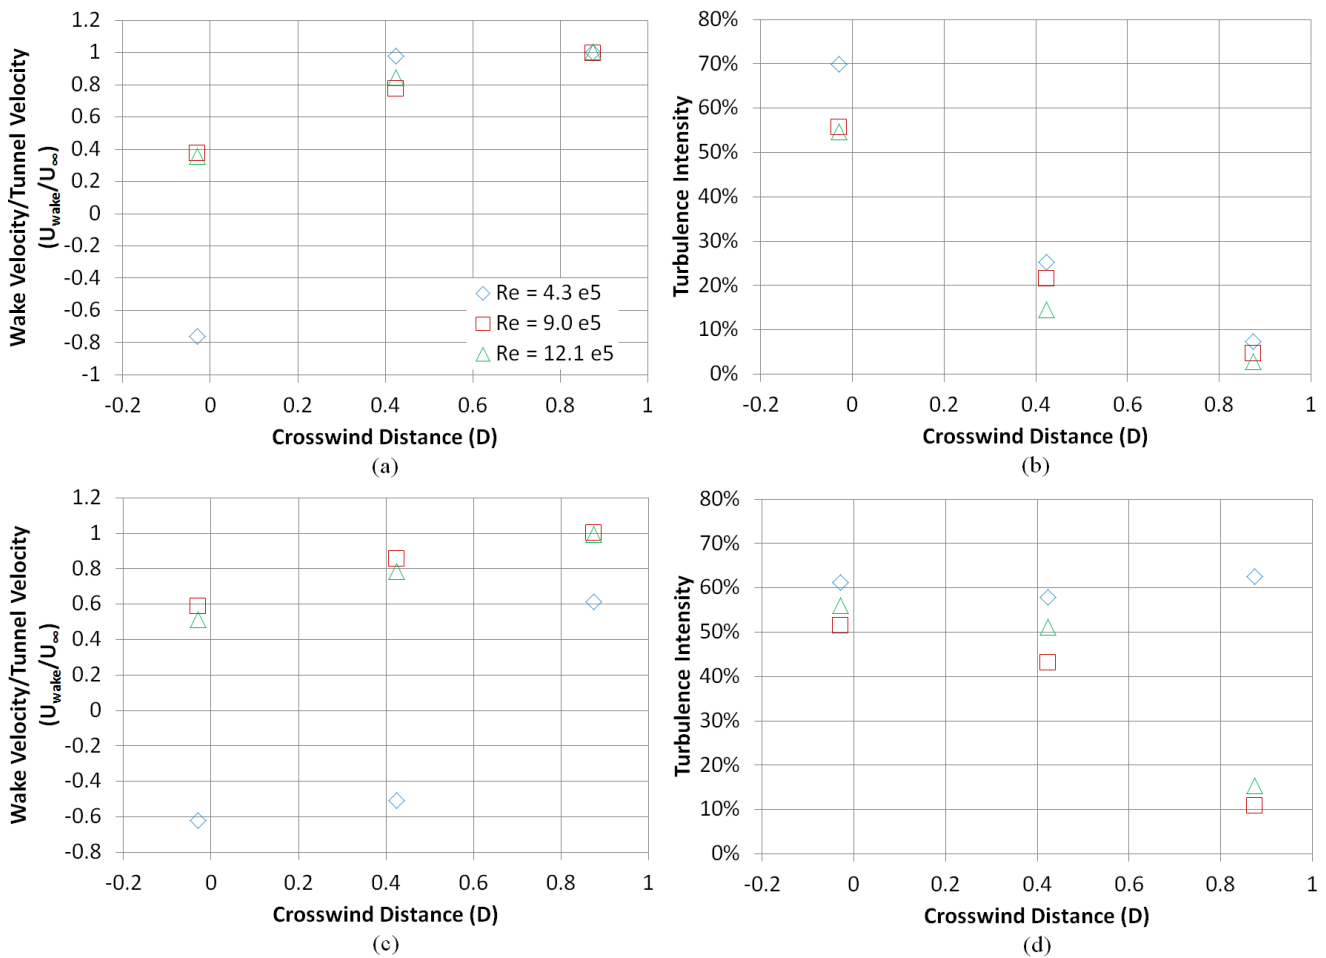 1.2
1
0.8
0.6
0.4
0.2
0
-0.2
-0.4
-0.6
-0.8
-1
Wake Velocity/Tunnel Velocity
(Uwake/U∞)
Re = 4.3 e5
Re = 9.0 e5
Re = 12.1 e5
-0.2 0 0.2 0.4 0.6 0.8 1
Crosswind Distance (D)
(a)
80%
70%
60%
50%
40%
30%
20%
10%
0%
Turbulence Intensity
-0.2 0 0.2 0.4 0.6 0.8 1
Crosswind Distance (D)
(b)
1.2
1
0.8
0.6
0.4
0.2
0
-0.2
-0.4
-0.6
-0.8
Wake Velocity/Tunnel Velocity
(Uwake/U∞)
-0.2 0 0.2 0.4 0.6 0.8 1
Crosswind Distance (D)
(c)
80%
70%
60%
50%
40%
30%
20%
10%
0%
Turbulence Intensity
-0.2 0 0.2 0.4 0.6 0.8 1
Crosswind Distance (D)
(d)